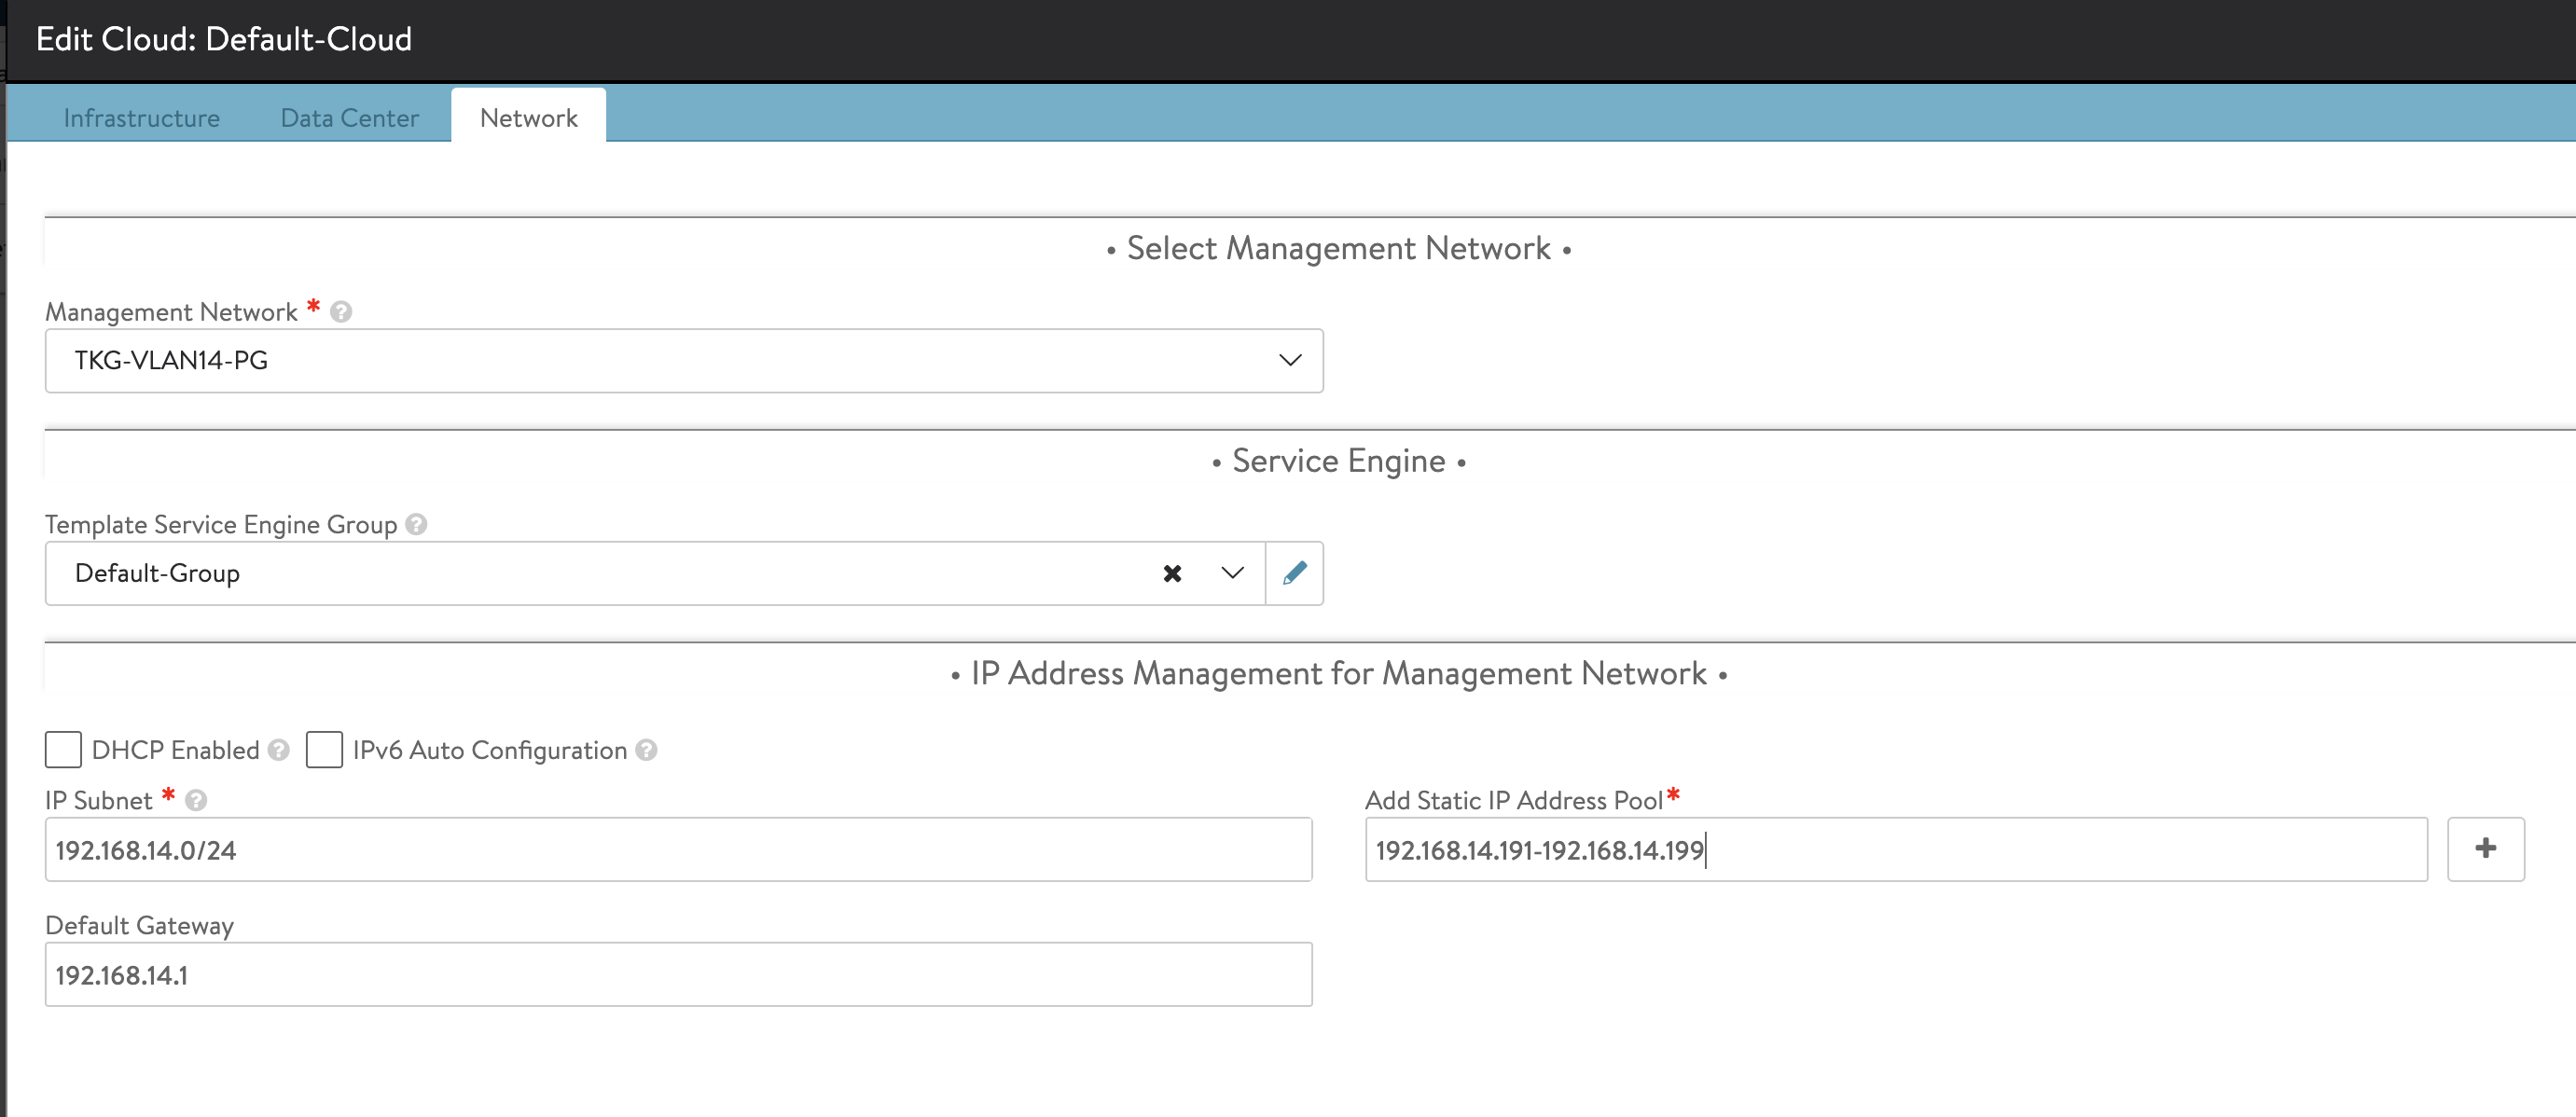 Edit Cloud: Default-Cloud
Infrastructure Data Center Network
• Select Management Network •
Management Network * ?
TKG-VLAN14-PG
• Service Engine •
Template Service Engine Group ?
Default-Group
• IP Address Management for Management Network •
DHCP Enabled ? IPv6 Auto Configuration ?
IP Subnet * ? Add Static IP Address Pool*
192.168.14.0/24 192.168.14.191-192.168.14.199
Default Gateway
192.168.14.1